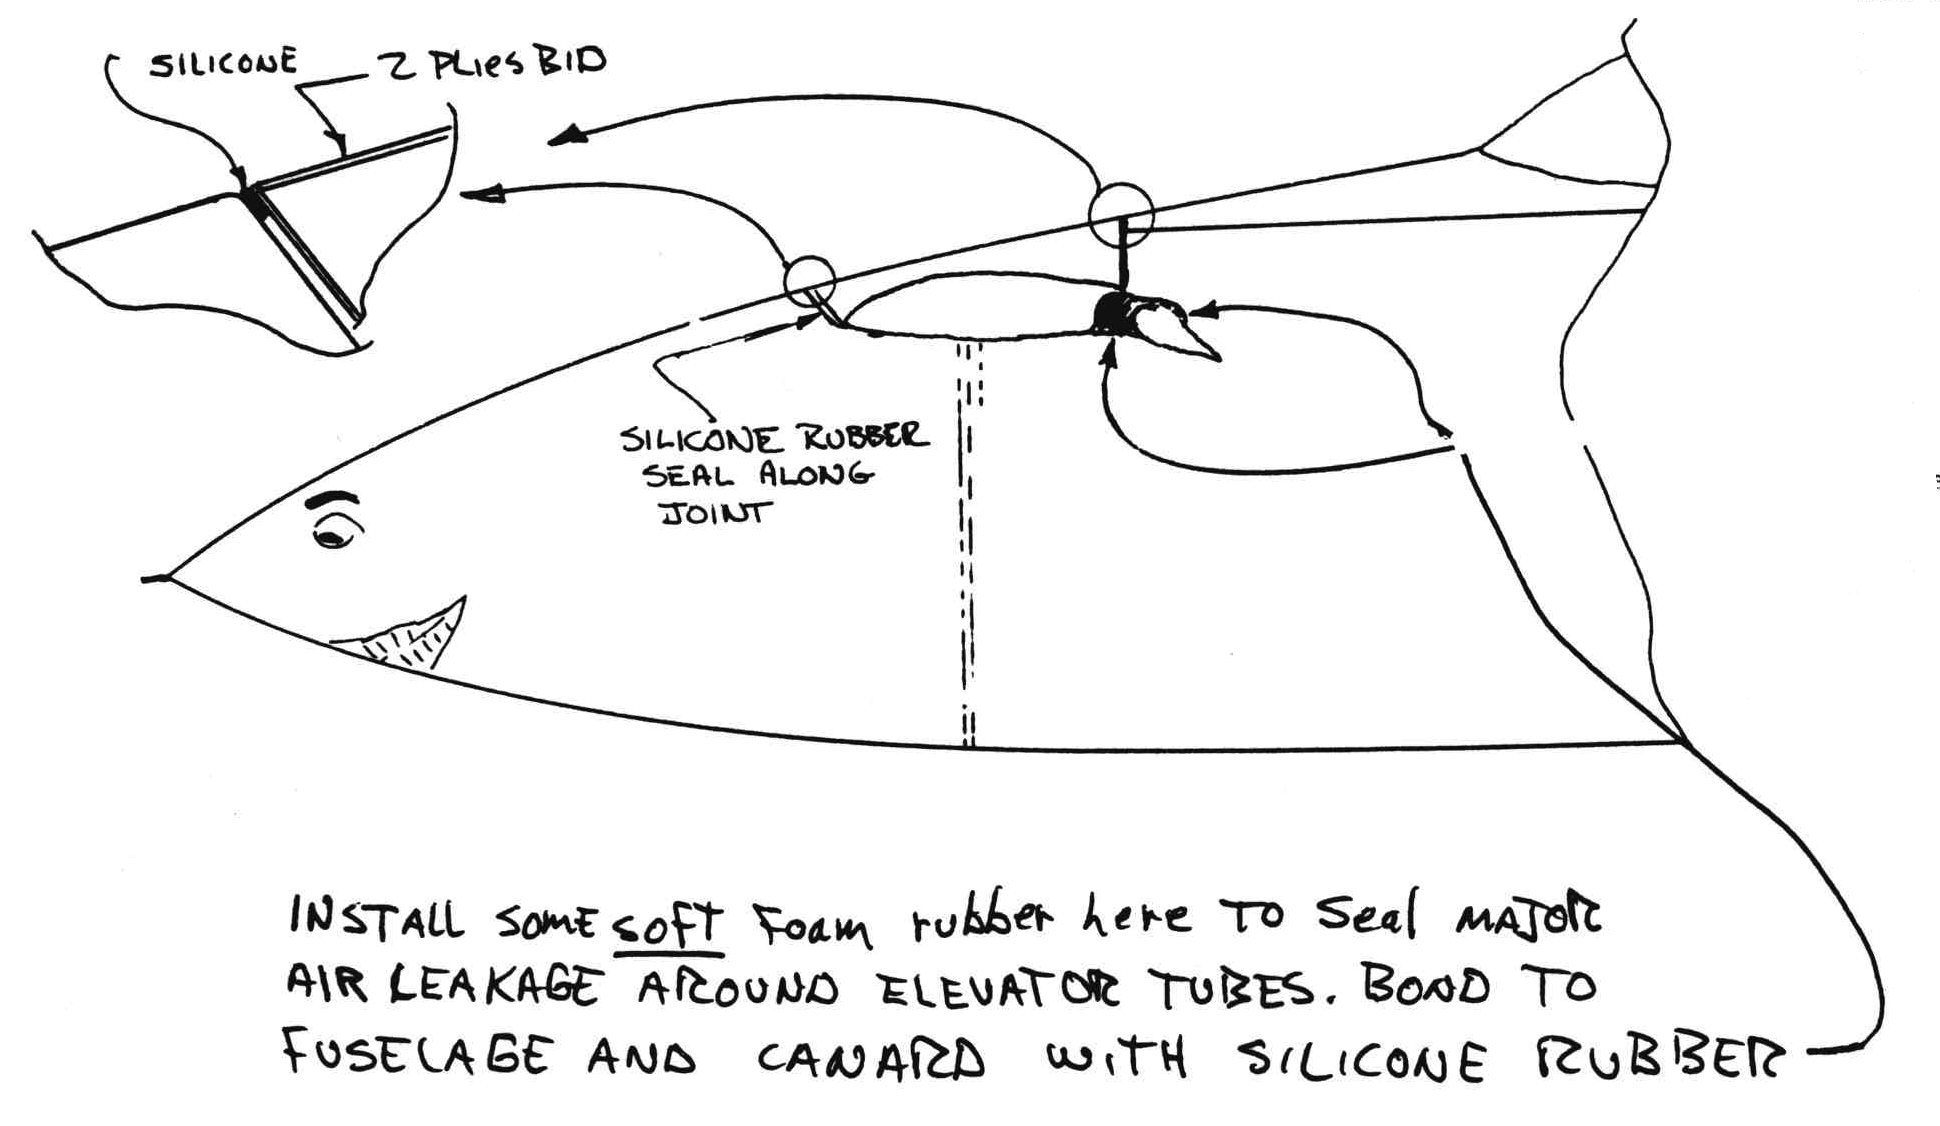 SILICONE
2 PLIES BID
SILICONE RUBBER
SEAL ALONG
JOINT
INSTALL SOME SOFT FOAM rubber here TO Seal MAJOR
AIR LEAKAGE AROUND ELEVATOR TUBES. BOND TO
FUSELAGE AND CANARD WITH SILICONE RUBBER